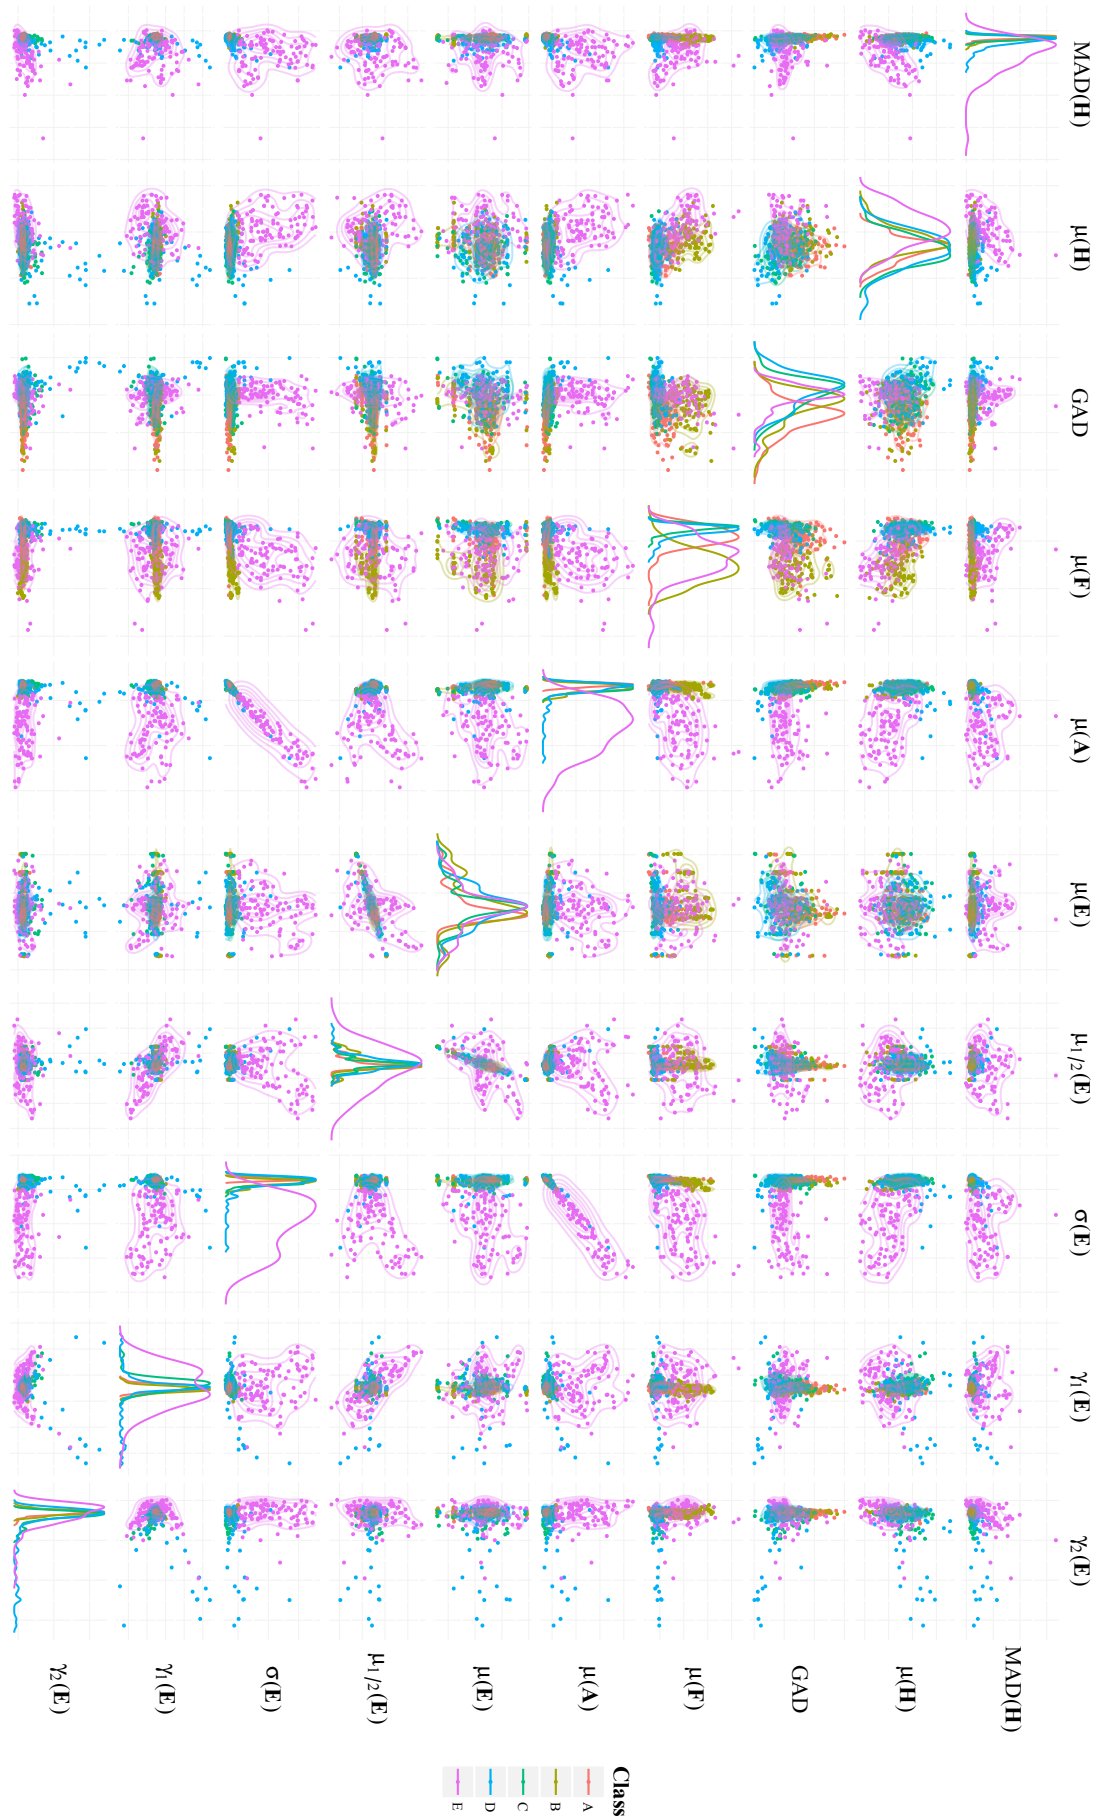 MAD(H)
μ(H)
GAD
μ(F)
μ(A)
μ(E)
μ1/2(E)
σ(E)
γ1(E)
γ2(E)
MAD(H)
μ(H)
GAD
μ(F)
μ(A)
μ(E)
μ1/2(E)
σ(E)
γ1(E)
γ2(E)
Class
A
B
C
D
E